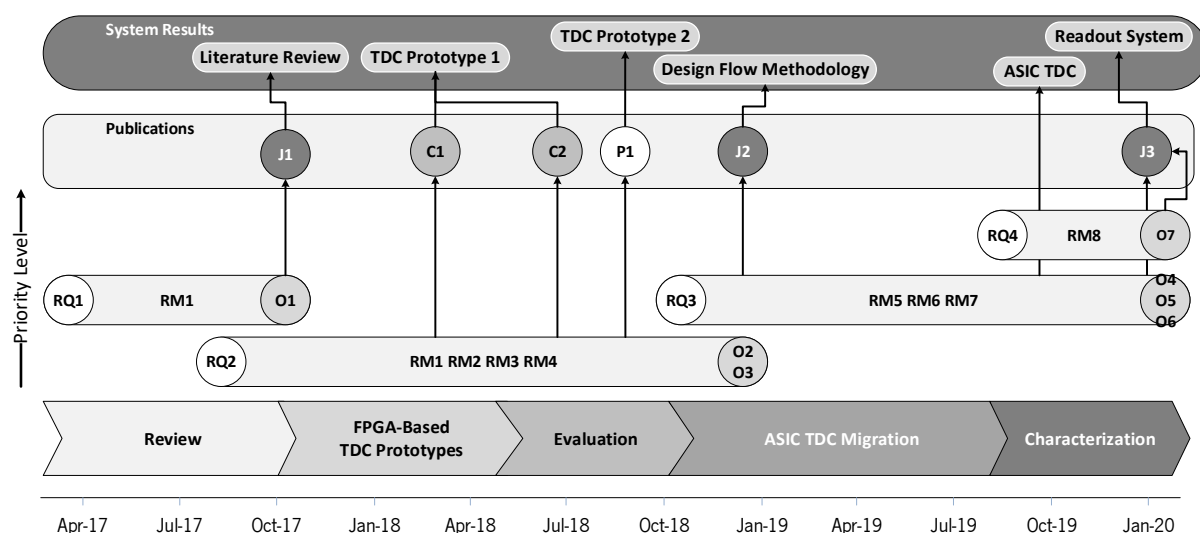 System Results
Literature Review
TDC Prototype 1
TDC Prototype 2
Design Flow Methodology
ASIC TDC
Readout System
Publications
J1
C1
C2
P1
J2
J3
Priority Level
RQ4
RM8
O7
RQ1
RM1
O1
RQ3
RM5 RM6 RM7
O4
O5
O6
RQ2
RM1 RM2 RM3 RM4
O2
O3
Review
FPGA-Based
TDC Prototypes
Evaluation
ASIC TDC Migration
Characterization
Apr-17
Jul-17
Oct-17
Jan-18
Apr-18
Jul-18
Oct-18
Jan-19
Apr-19
Jul-19
Oct-19
Jan-20